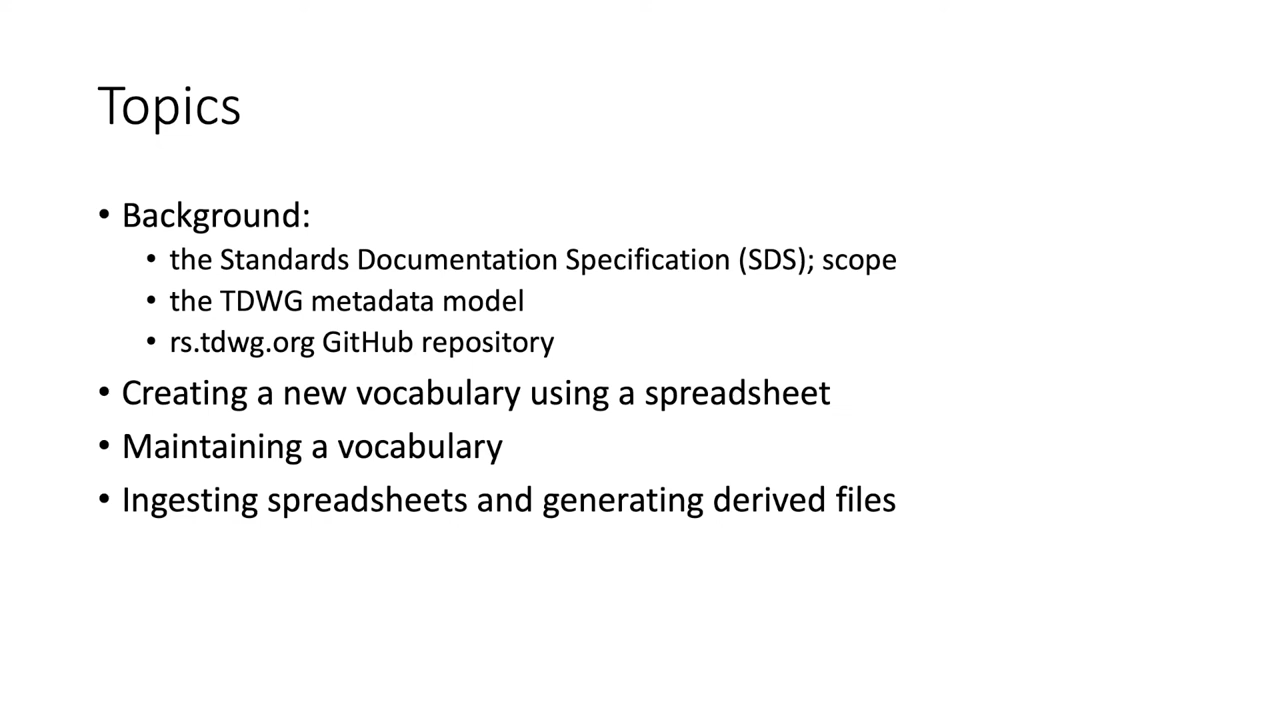 Topics
• Background:
• the Standards Documentation Specification (SDS); scope
• the TDWG metadata model
• rs.tdwg.org GitHub repository
• Creating a new vocabulary using a spreadsheet
• Maintaining a vocabulary
• Ingesting spreadsheets and generating derived files